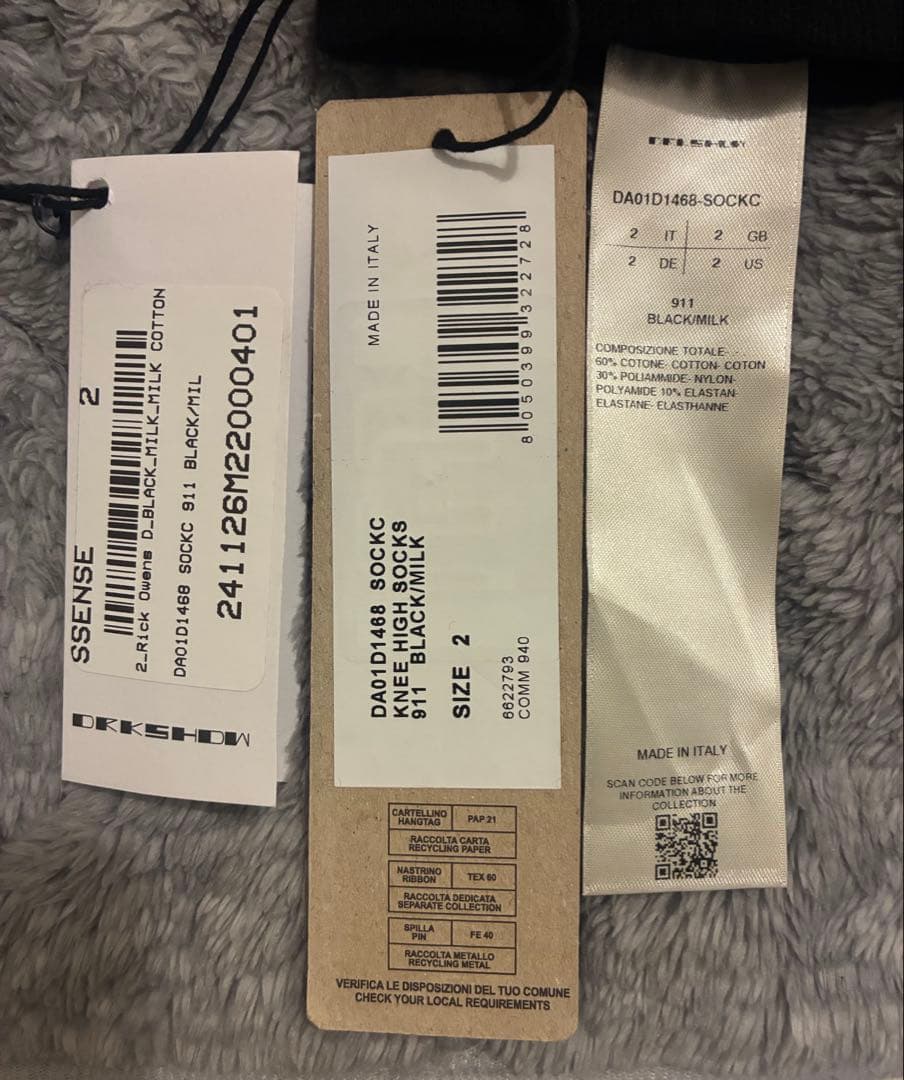 SSENSE 2
2_Rick Owens D_BLACK_MILK_MILK COTTON
DA01D1468 SOCKC 911 BLACK/MIL
241126M2200401
DRKSHDW
MADE IN ITALY
8 050399 322728
DA01D1468 SOCKC
KNEE HIGH SOCKS
911 BLACK/MILK
SIZE 2
6622793
COMM 940
CARTELLINO
HANGTAG
PAP 21
RACCOLTA CARTA
RECYCLING PAPER
NASTRINO
RIBBON
TEX 60
RACCOLTA DEDICATA
SEPARATE COLLECTION
SPILLA
PIN
FE 40
RACCOLTA METALLO
RECYCLING METAL
VERIFICA LE DISPOSIZIONI DEL TUO COMUNE
CHECK YOUR LOCAL REQUIREMENTS
DRKSHDW
DA01D1468-SOCKC
2 IT 2 GB
2 DE 2 US
911
BLACK/MILK
COMPOSIZIONE TOTALE-
60% COTONE- COTTON- COTON
30% POLIAMMIDE- NYLON-
POLYAMIDE 10% ELASTAN-
ELASTANE- ELASTHANNE
MADE IN ITALY
SCAN CODE BELOW FOR MORE
INFORMATION ABOUT THE
COLLECTION